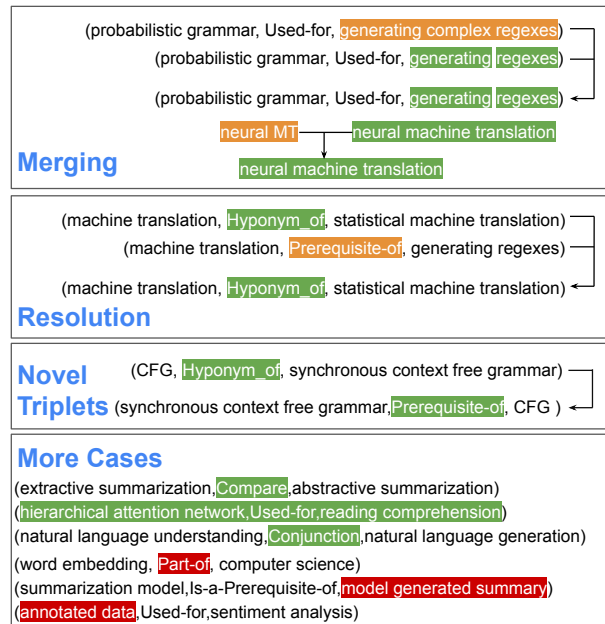 (probabilistic grammar, Used-for, generating complex regexes)
(probabilistic grammar, Used-for, generating regexes)
(probabilistic grammar, Used-for, generating regexes)
neural MT neural machine translation
neural machine translation
Merging
(machine translation, Hyponym_of, statistical machine translation)
(machine translation, Prerequisite-of, generating regexes)
(machine translation, Hyponym_of, statistical machine translation)
Resolution
Novel
Triplets
(CFG, Hyponym_of, synchronous context free grammar)
(synchronous context free grammar,Prerequisite-of, CFG )
More Cases
(extractive summarization,Compare,abstractive summarization)
(hierarchical attention network,Used-for,reading comprehension)
(natural language understanding,Conjunction,natural language generation)
(word embedding, Part-of, computer science)
(summarization model,Is-a-Prerequisite-of,model generated summary)
(annotated data,Used-for,sentiment analysis)